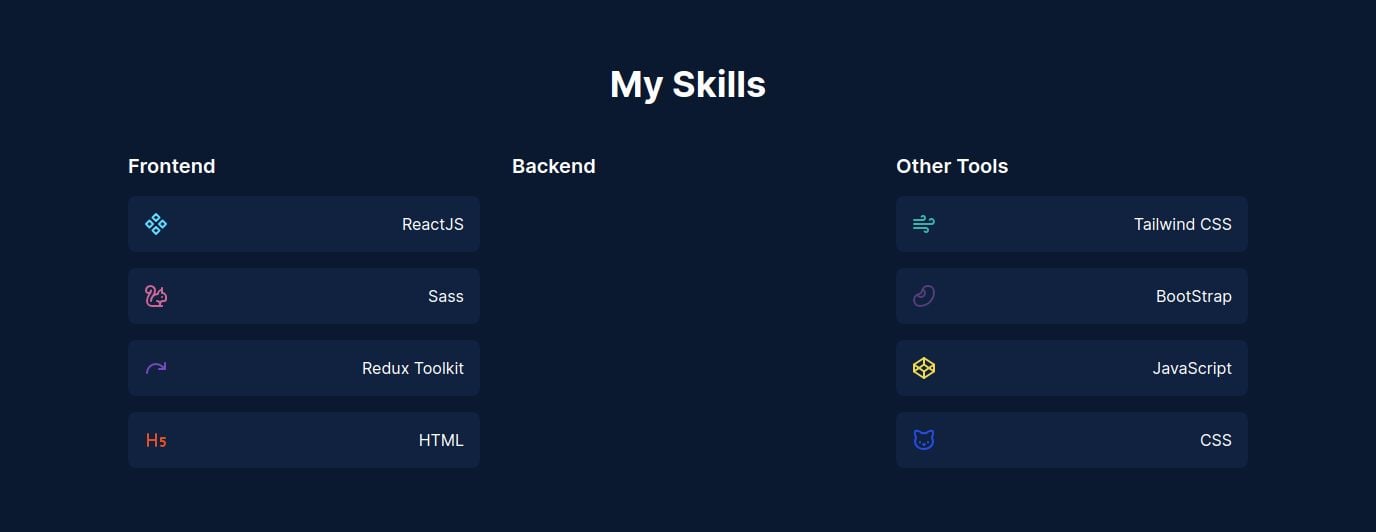 My Skills
Frontend
ReactJS
Sass
Redux Toolkit
H5 HTML
Backend
Other Tools
Tailwind CSS
BootStrap
JavaScript
CSS